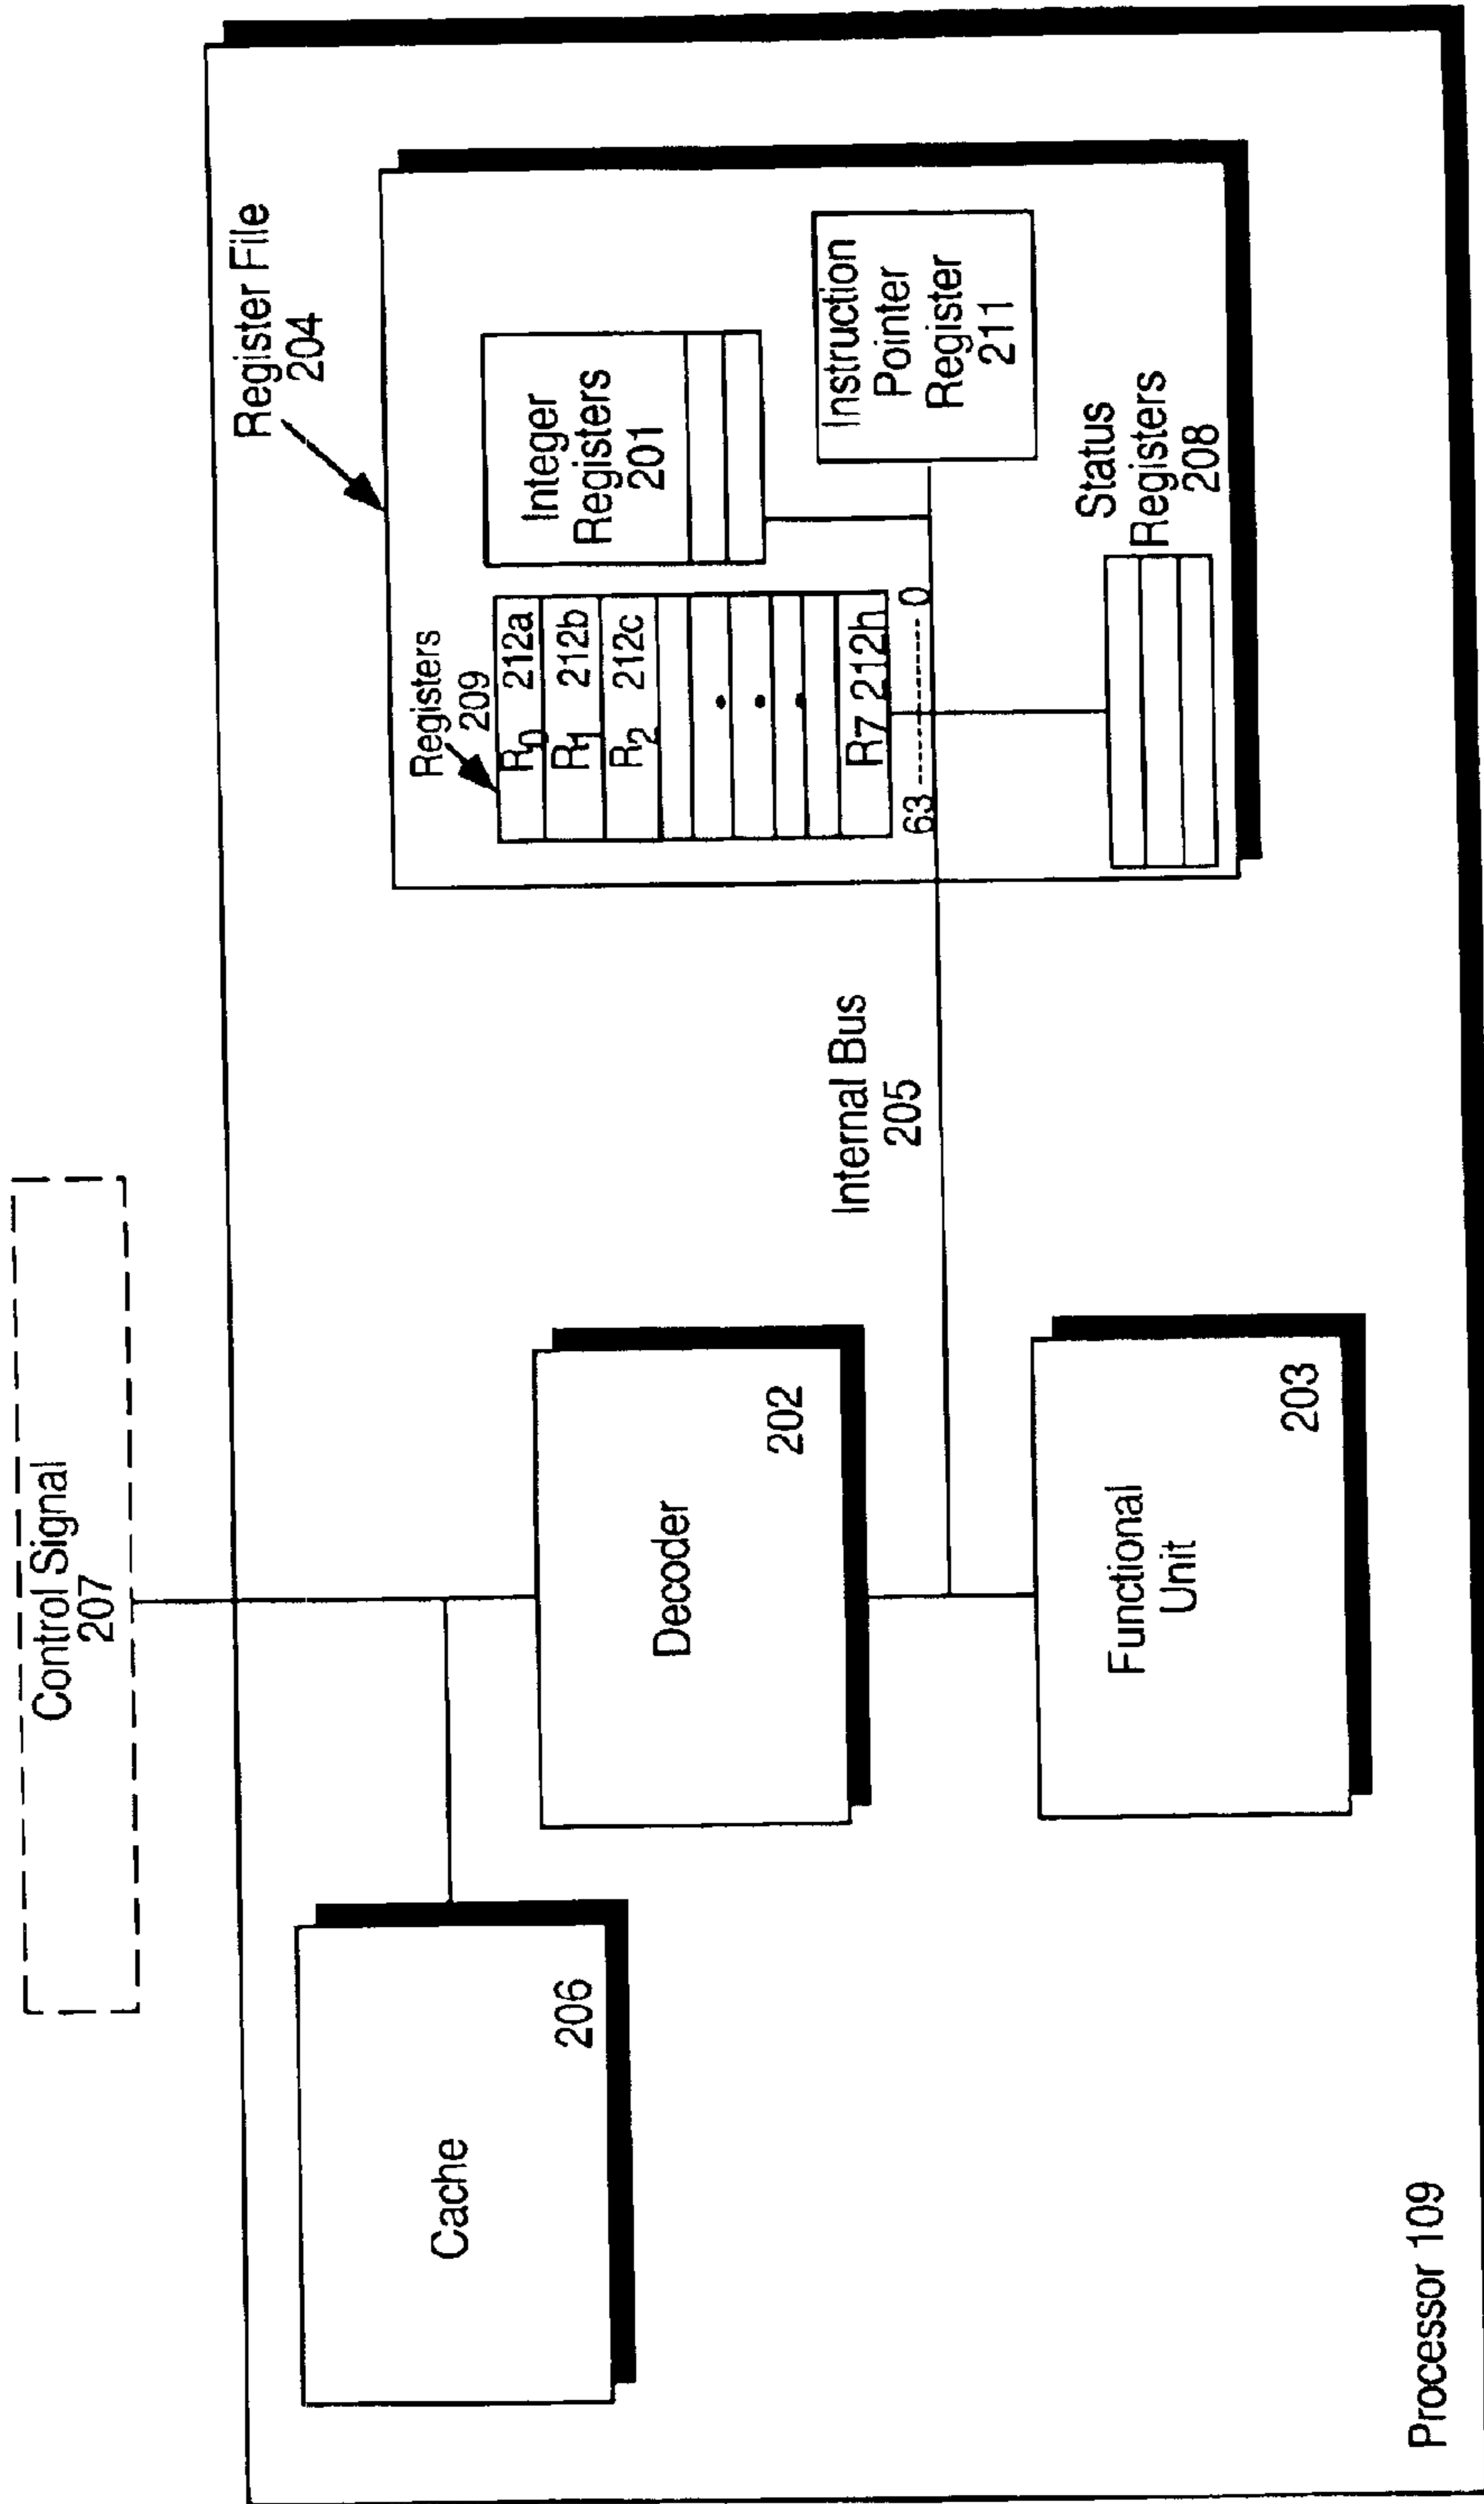 Control Signal
207
Cache
206
Decoder
202
Functional
Unit
203
Internal Bus
205
Register File
204
Registers
209
R0 212a
R1 212b
R2 212c
R7 212h
63 0
Integer
Registers
201
Instruction
Pointer
Register
211
Status
Registers
208
Processor 109